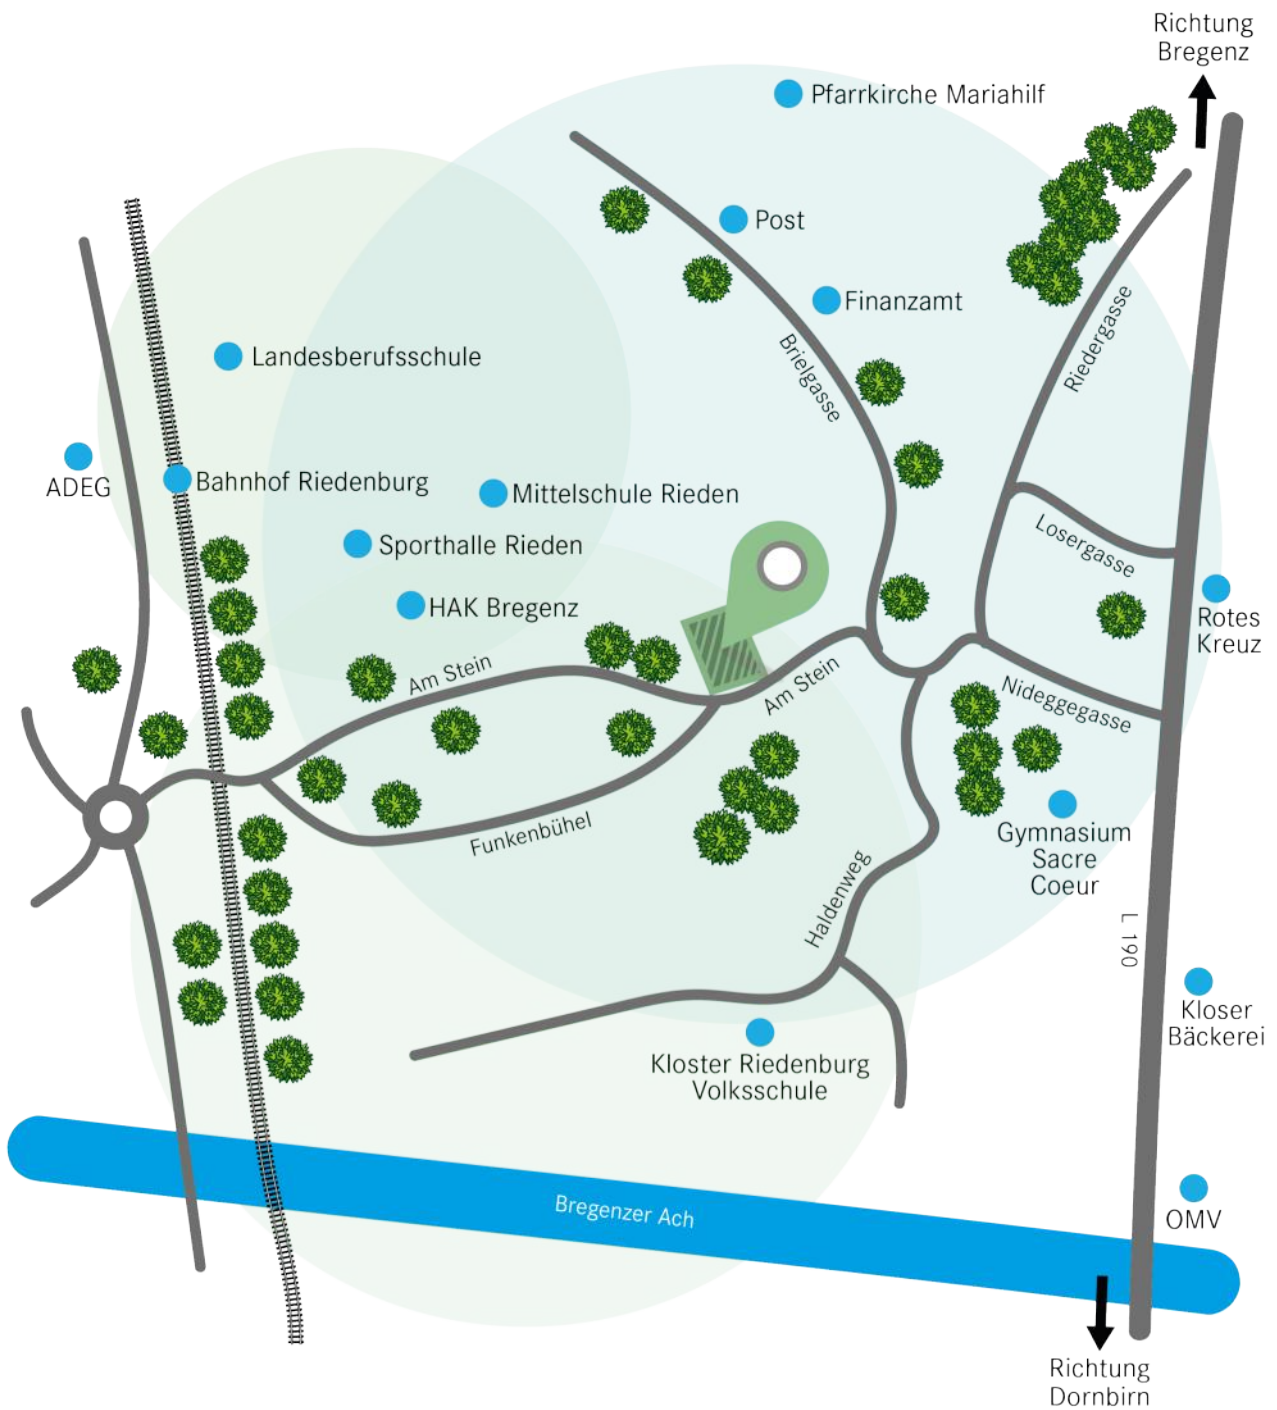 Richtung
Bregenz
Pfarrkirche Mariahilf
Post
Finanzamt
Brielgasse
Riedergasse
Landesberufsschule
ADEG
Bahnhof Riedenburg
Mittelschule Rieden
Sporthalle Rieden
HAK Bregenz
Losergasse
Rotes
Kreuz
Am Stein
Am Stein
Nideggegasse
Funkenbühel
Gymnasium
Sacre
Coeur
Haldenweg
L 190
Kloser
Bäckerei
Kloster Riedenburg
Volksschule
Bregenzer Ach
OMV
Richtung
Dornbirn